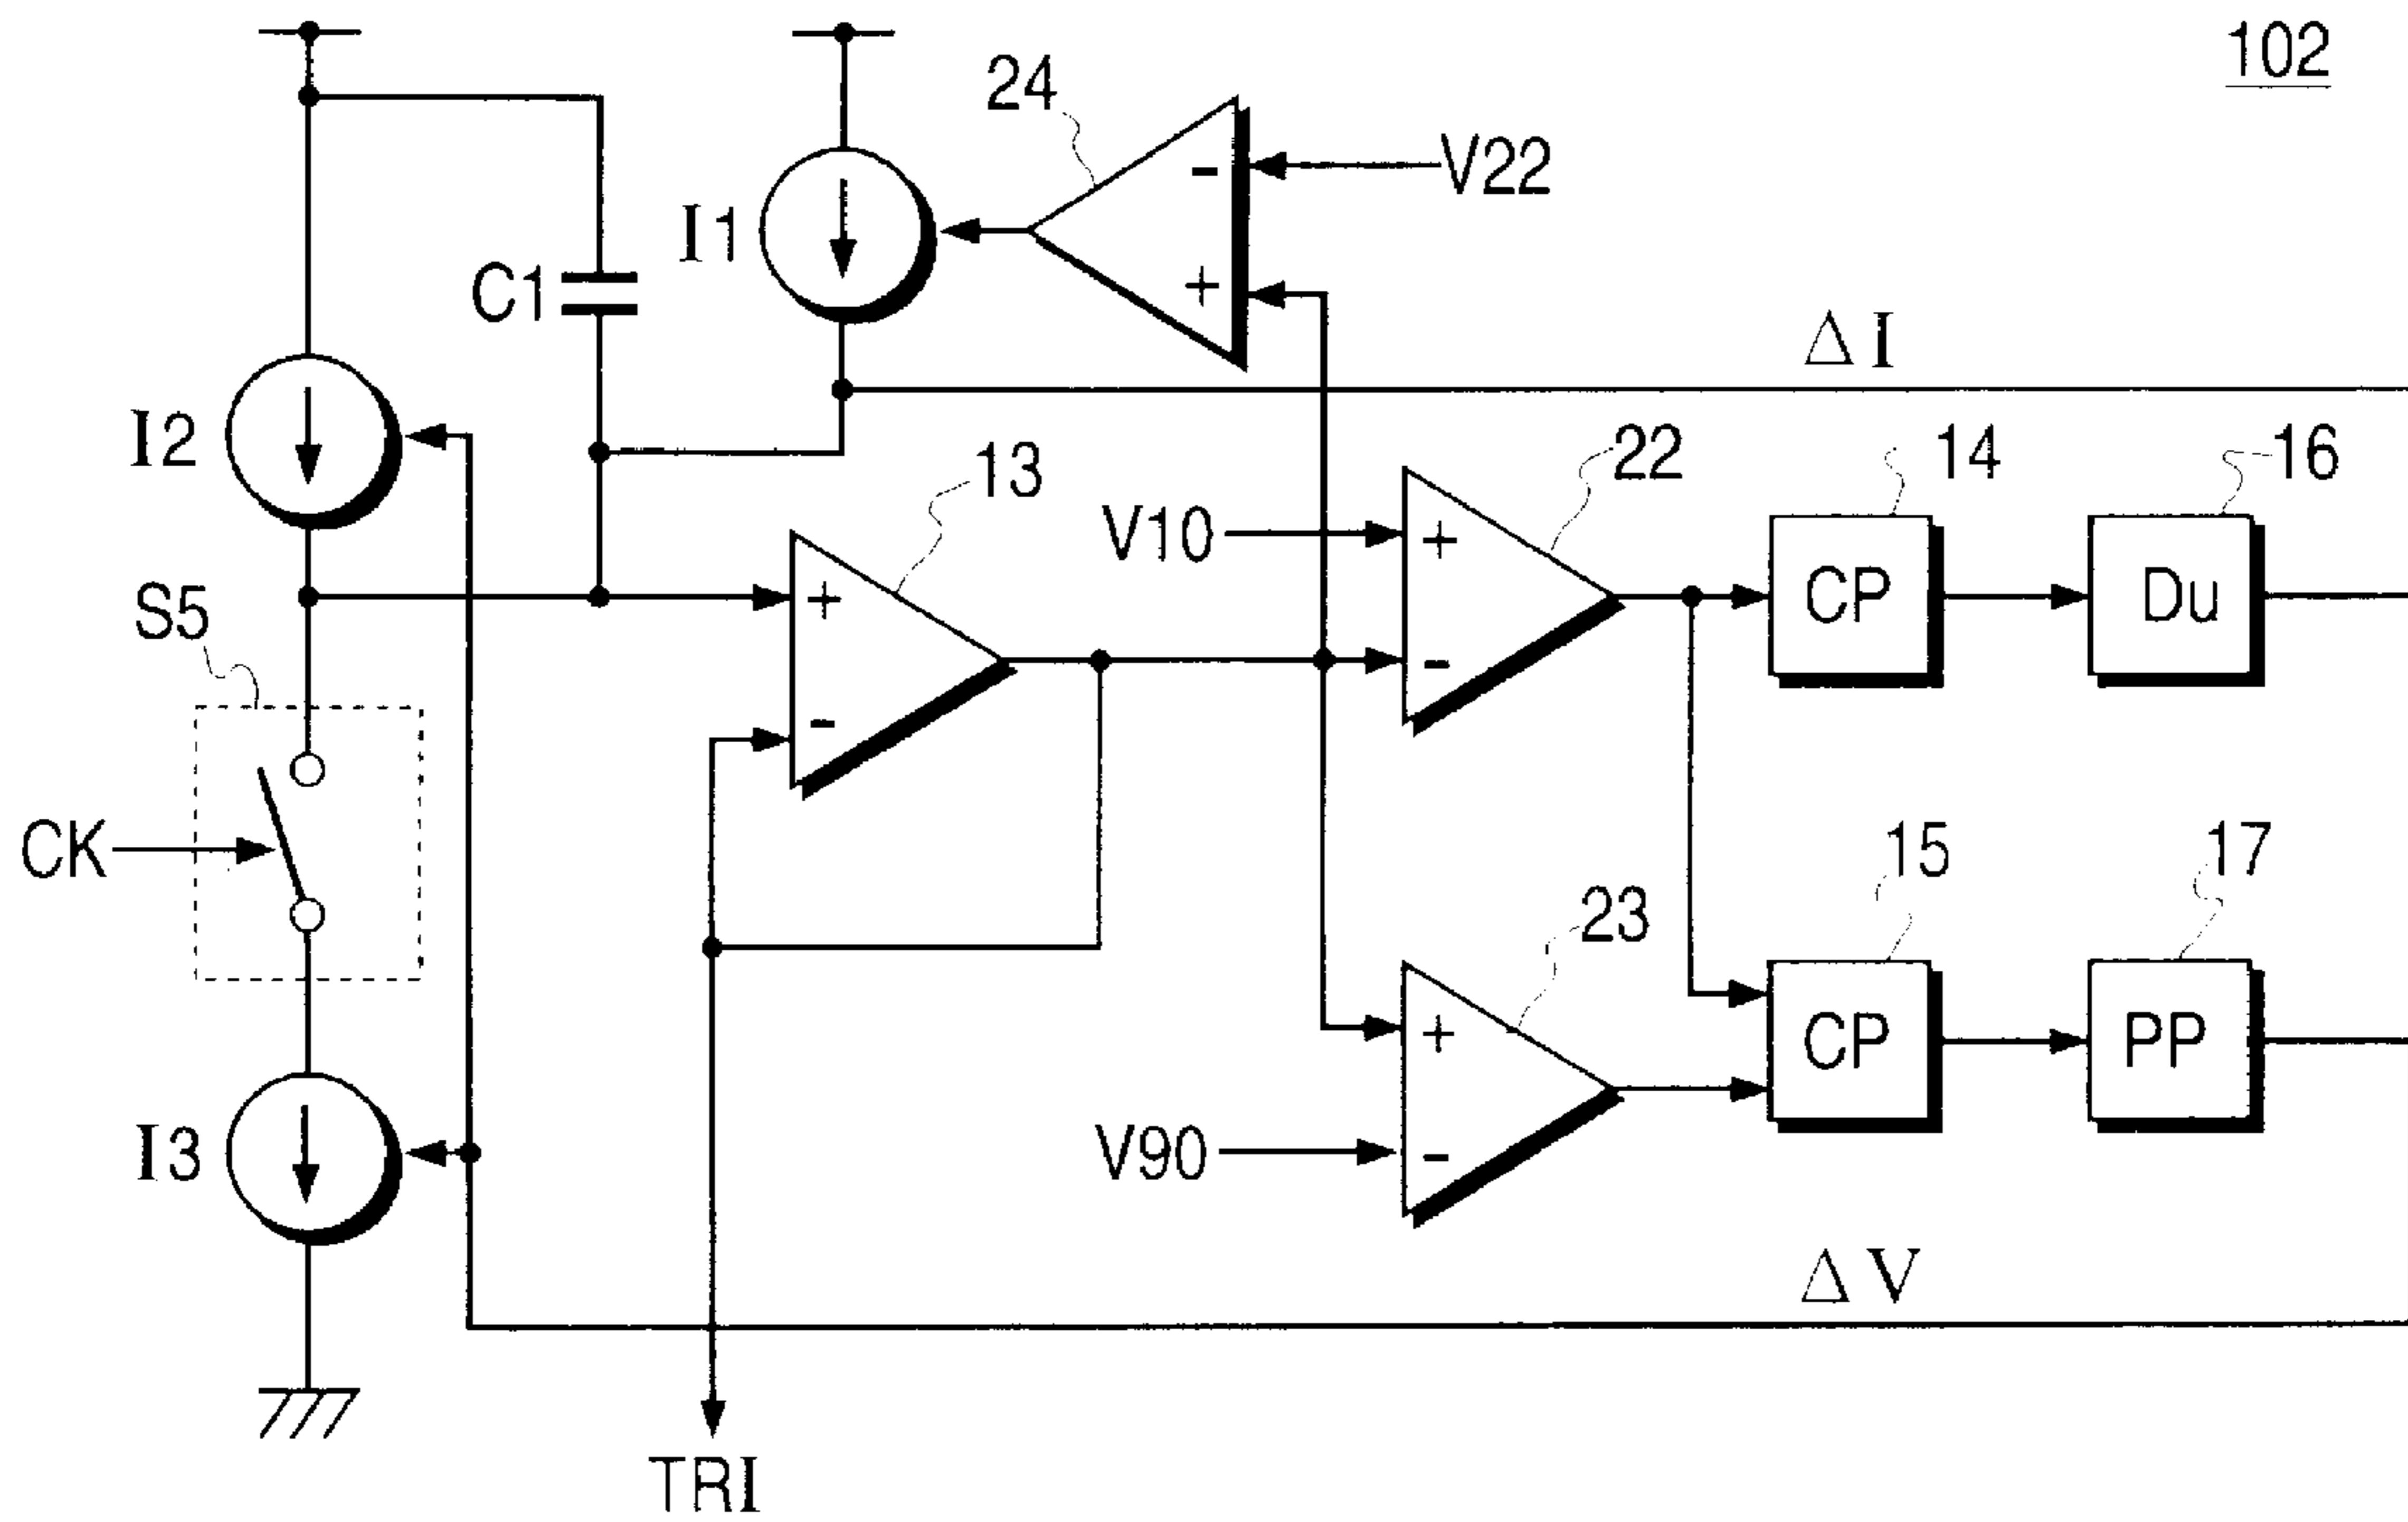 102
24
-
V22
I1
+
C1
ΔI
I2
13
22
14
16
V10
+
CP
Du
S5
+
-
-
15
17
CK
23
+
CP
PP
I3
V90
-
ΔV
TRI